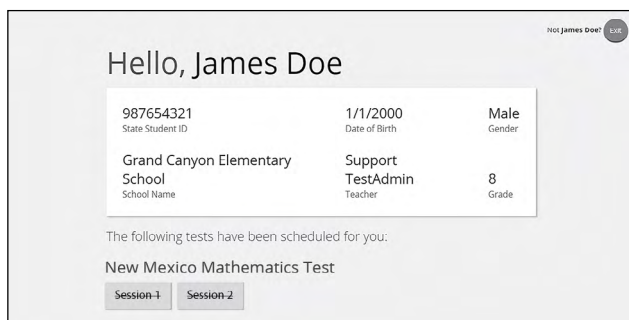 Not James Doe? Exit
Hello, James Doe
987654321 1/1/2000 Male
State Student ID Date of Birth Gender
Grand Canyon Elementary Support
School TestAdmin 8
School Name Teacher Grade
The following tests have been scheduled for you:
New Mexico Mathematics Test
Session 1 Session 2